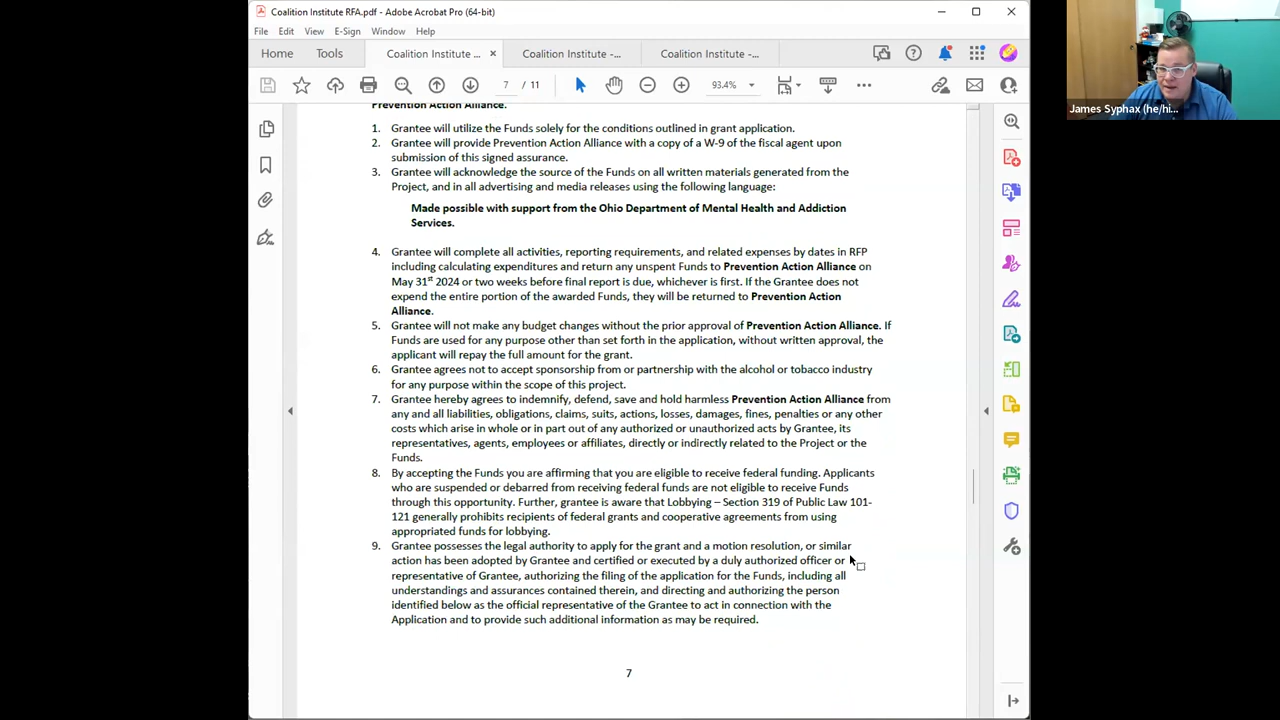 Coalition Institute RFA.pdf - Adobe Acrobat Pro (64-bit)
File Edit View E-Sign Window Help
Home Tools Coalition Institute ... Coalition Institute -... Coalition Institute -...
7 / 11 93.4%
Prevention Action Alliance.
1. Grantee will utilize the Funds solely for the conditions outlined in grant application.
2. Grantee will provide Prevention Action Alliance with a copy of a W-9 of the fiscal agent upon
submission of this signed assurance.
3. Grantee will acknowledge the source of the Funds on all written materials generated from the
Project, and in all advertising and media releases using the following language:
Made possible with support from the Ohio Department of Mental Health and Addiction
Services.
4. Grantee will complete all activities, reporting requirements, and related expenses by dates in RFP
including calculating expenditures and return any unspent Funds to Prevention Action Alliance on
May 31st 2024 or two weeks before final report is due, whichever is first. If the Grantee does not
expend the entire portion of the awarded Funds, they will be returned to Prevention Action
Alliance.
5. Grantee will not make any budget changes without the prior approval of Prevention Action Alliance. If
Funds are used for any purpose other than set forth in the application, without written approval, the
applicant will repay the full amount for the grant.
6. Grantee agrees not to accept sponsorship from or partnership with the alcohol or tobacco industry
for any purpose within the scope of this project.
7. Grantee hereby agrees to indemnify, defend, save and hold harmless Prevention Action Alliance from
any and all liabilities, obligations, claims, suits, actions, losses, damages, fines, penalties or any other
costs which arise in whole or in part out of any authorized or unauthorized acts by Grantee, its
representatives, agents, employees or affiliates, directly or indirectly related to the Project or the
Funds.
8. By accepting the Funds you are affirming that you are eligible to receive federal funding. Applicants
who are suspended or debarred from receiving federal funds are not eligible to receive Funds
through this opportunity. Further, grantee is aware that Lobbying – Section 319 of Public Law 101-
121 generally prohibits recipients of federal grants and cooperative agreements from using
appropriated funds for lobbying.
9. Grantee possesses the legal authority to apply for the grant and a motion resolution, or similar
action has been adopted by Grantee and certified or executed by a duly authorized officer or
representative of Grantee, authorizing the filing of the application for the Funds, including all
understandings and assurances contained therein, and directing and authorizing the person
identified below as the official representative of the Grantee to act in connection with the
Application and to provide such additional information as may be required.
7
James Syphax (he/hi...